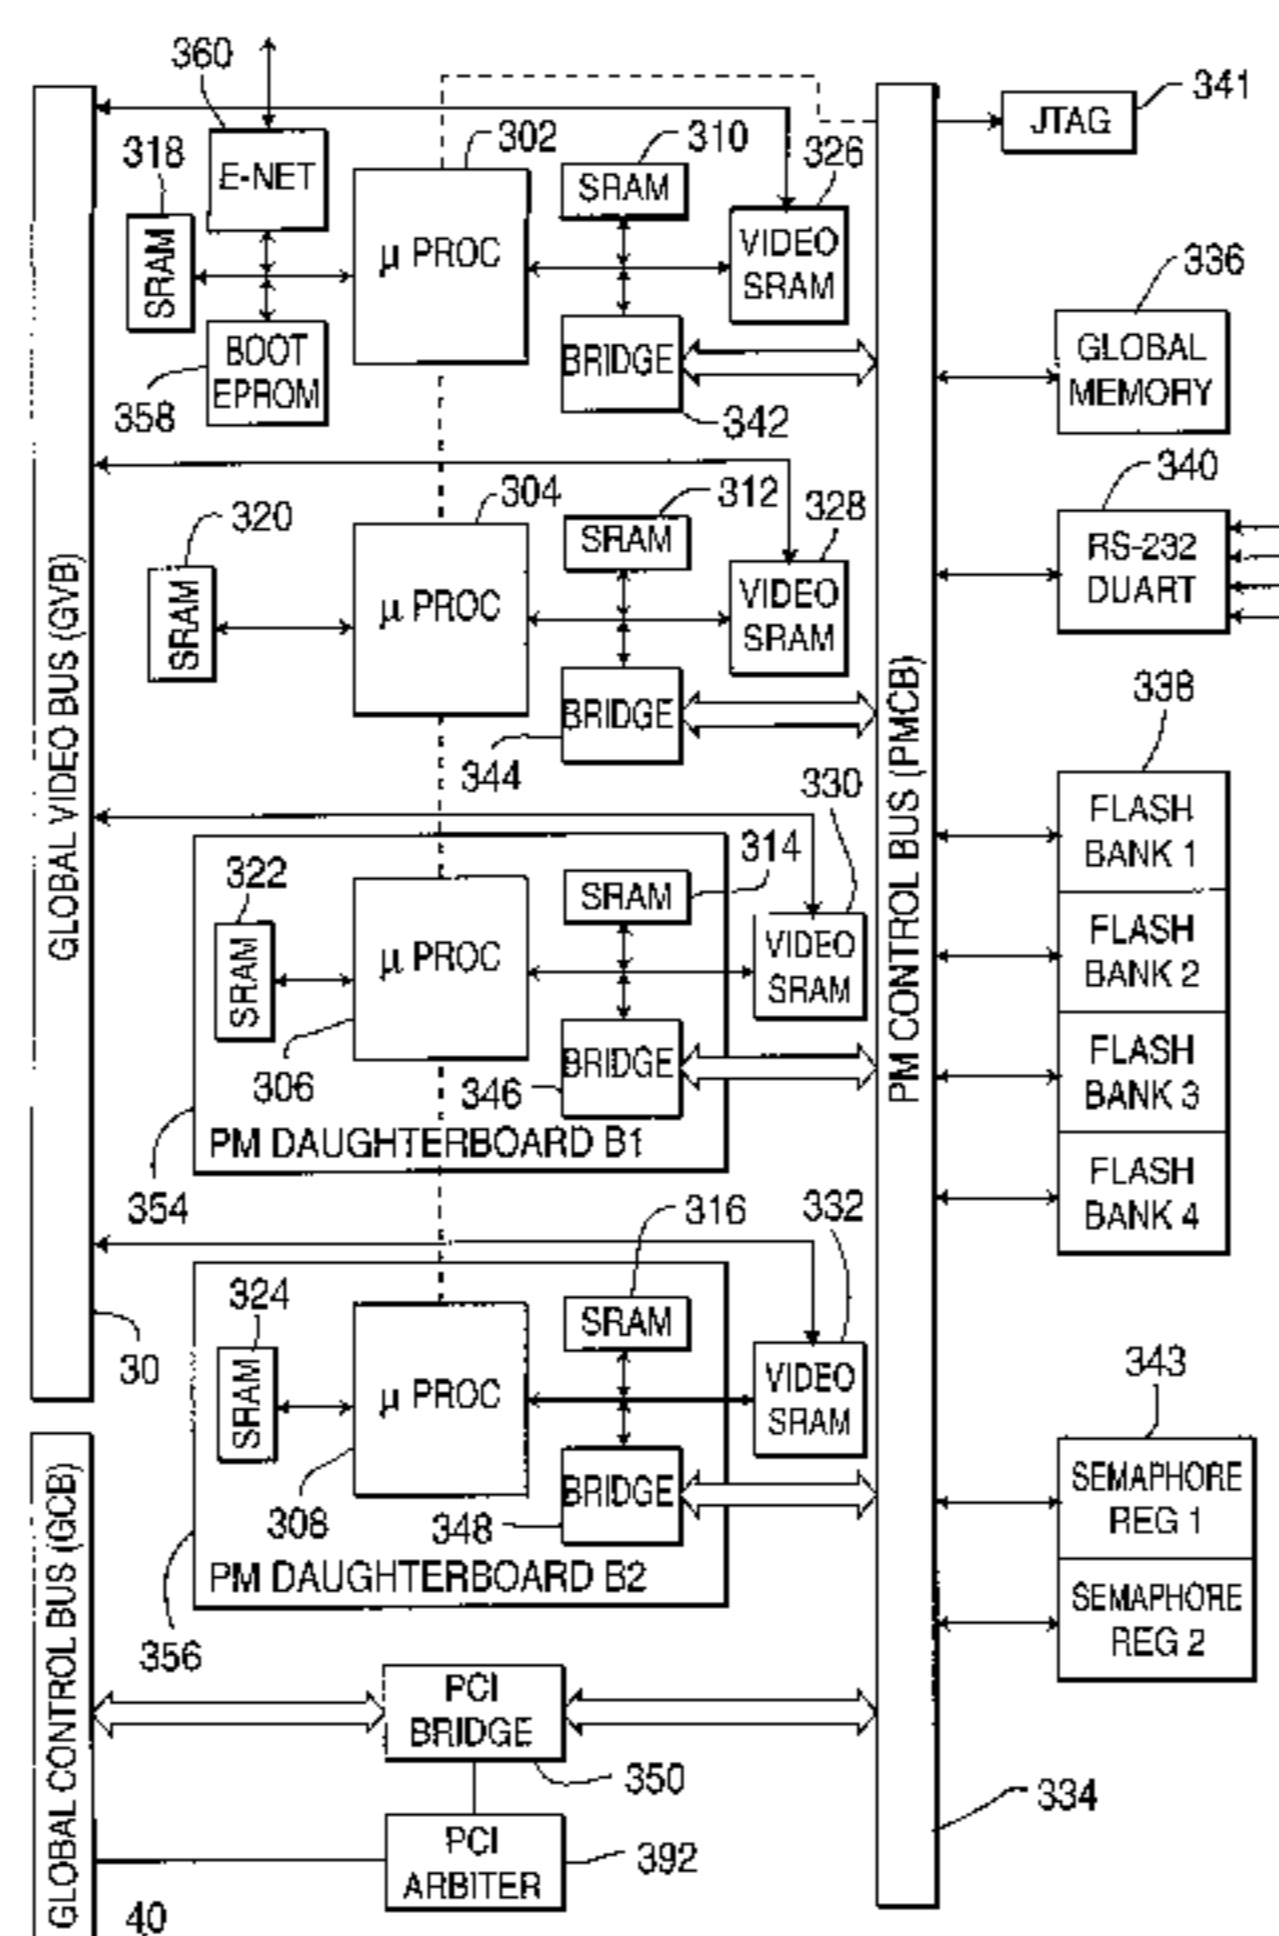 360
341
JTAG
318
302
310
326
E-NET
SRAM
µ PROC
SRAM
VIDEO
SRAM
336
BOOT
EPROM
BRIDGE
GLOBAL
MEMORY
358
342
304
312
328
340
320
SRAM
RS-232
DUART
SRAM
µ PROC
VIDEO
SRAM
BRIDGE
344
330
338
GLOBAL VIDEO BUS (GVB)
PM CONTROL BUS (PMCB)
314
FLASH
BANK 1
322
SRAM
SRAM
µ PROC
VIDEO
SRAM
FLASH
BANK 2
306
346
BRIDGE
FLASH
BANK 3
PM DAUGHTERBOARD B1
354
316
332
FLASH
BANK 4
324
SRAM
30
SRAM
µ PROC
VIDEO
SRAM
343
308
348
BRIDGE
SEMAPHORE
REG 1
PM DAUGHTERBOARD B2
356
SEMAPHORE
REG 2
GLOBAL CONTROL BUS (GCB)
PCI
BRIDGE
350
334
PCI
ARBITER
392
40